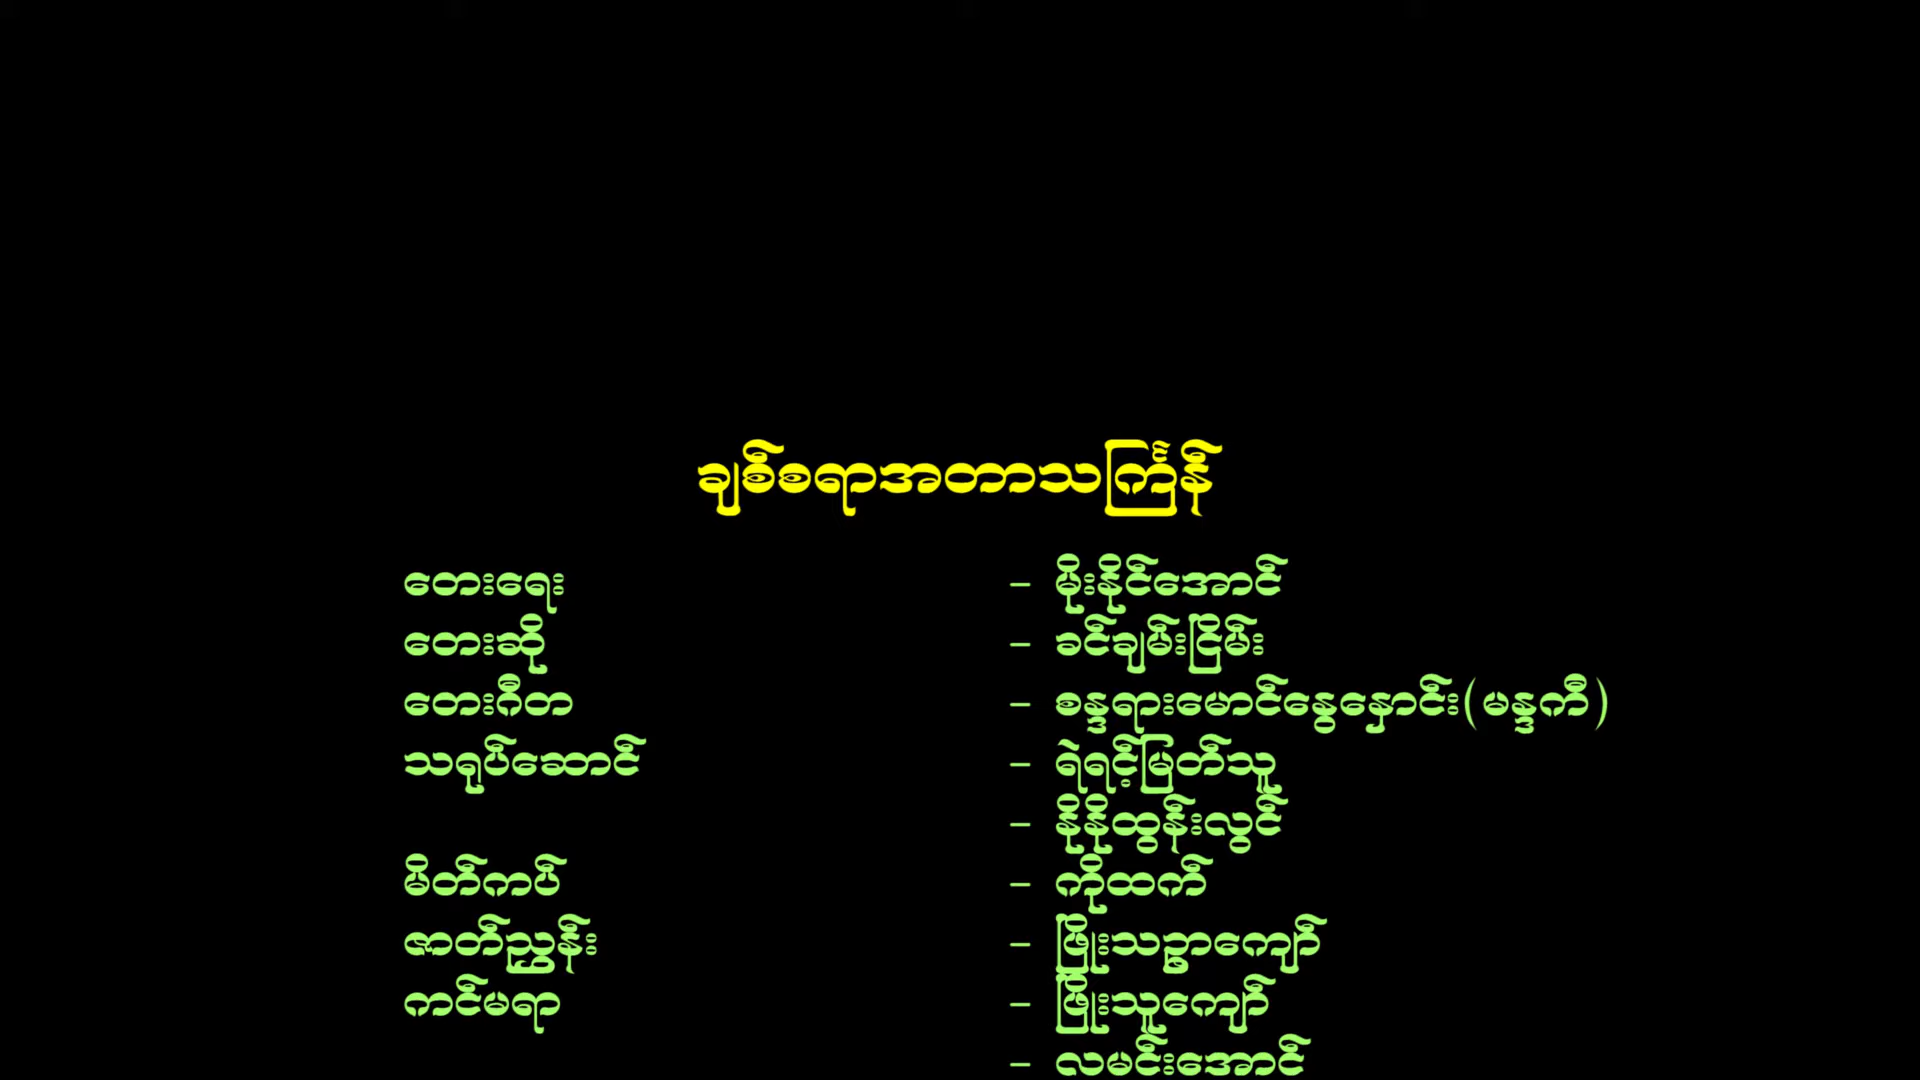 ချစ်စရာအတာသင်္ကြန်
တေးရေး – မိုးနိုင်အောင်
တေးဆို – ခင်ချမ်းငြိမ်း
တေးဂီတ – စန္ဒရားမောင်နွေနှောင်း(မန္ဒကီ)
သရုပ်ဆောင် – ရဲရင့်မြတ်သူ
– နိုနိုထွန်းလွင်
မိတ်ကပ် – ကိုထက်
ဇာတ်ညွှန်း – ဖြိုးသဥ္ဇာကျော်
ကင်မရာ – ဖြိုးသူကျော်
– လမင်းအောင်